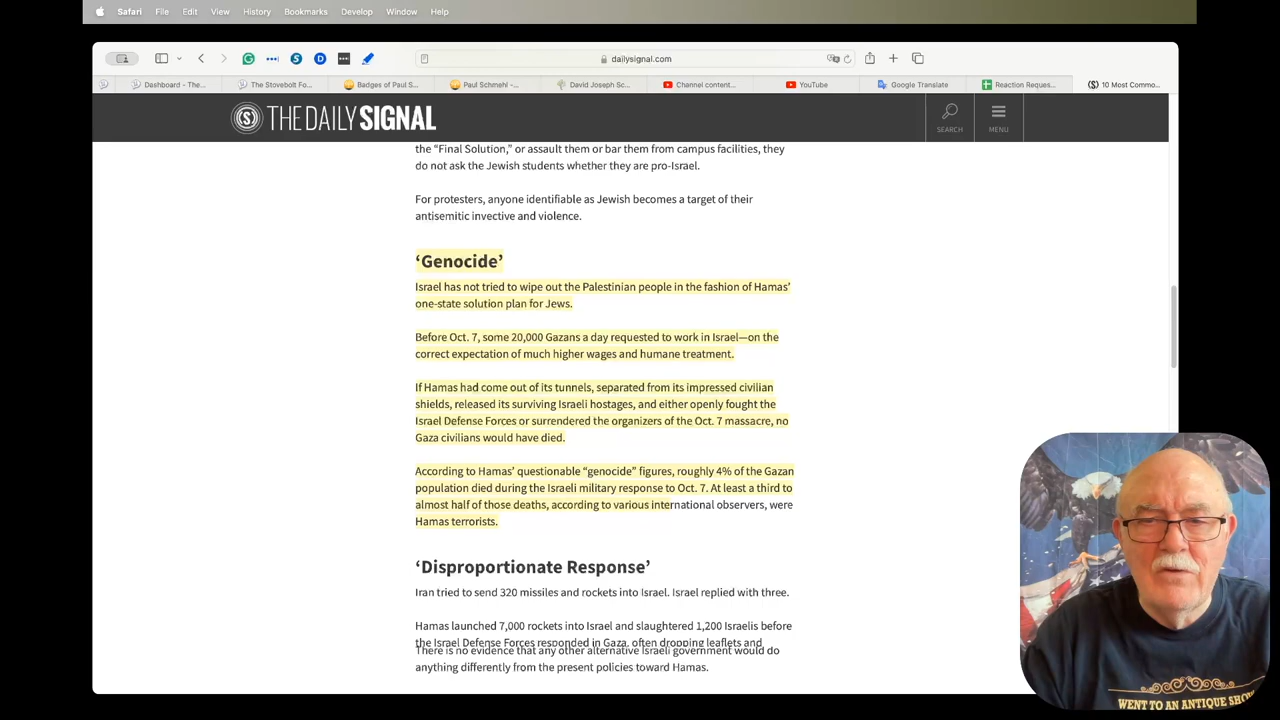 Safari File Edit View History Bookmarks Develop Window Help
dailysignal.com
Dashboard - The... The Stovebolt Fo... Badges of Paul S... Paul Schmehl -... David Joseph Sc... Channel content... YouTube Google Translate Reaction Reques... 10 Most Commo...
THE DAILY SIGNAL
SEARCH MENU
the “Final Solution,” or assault them or bar them from campus facilities, they
do not ask the Jewish students whether they are pro-Israel.
For protesters, anyone identifiable as Jewish becomes a target of their
antisemitic invective and violence.
‘Genocide’
Israel has not tried to wipe out the Palestinian people in the fashion of Hamas’
one-state solution plan for Jews.
Before Oct. 7, some 20,000 Gazans a day requested to work in Israel—on the
correct expectation of much higher wages and humane treatment.
If Hamas had come out of its tunnels, separated from its impressed civilian
shields, released its surviving Israeli hostages, and either openly fought the
Israel Defense Forces or surrendered the organizers of the Oct. 7 massacre, no
Gaza civilians would have died.
According to Hamas’ questionable “genocide” figures, roughly 4% of the Gazan
population died during the Israeli military response to Oct. 7. At least a third to
almost half of those deaths, according to various international observers, were
Hamas terrorists.
‘Disproportionate Response’
Iran tried to send 320 missiles and rockets into Israel. Israel replied with three.
Hamas launched 7,000 rockets into Israel and slaughtered 1,200 Israelis before
the Israel Defense Forces responded in Gaza, often dropping leaflets and
There is no evidence that any other alternative Israeli government would do
anything differently from the present policies toward Hamas.
WENT TO AN ANTIQUE SHOW